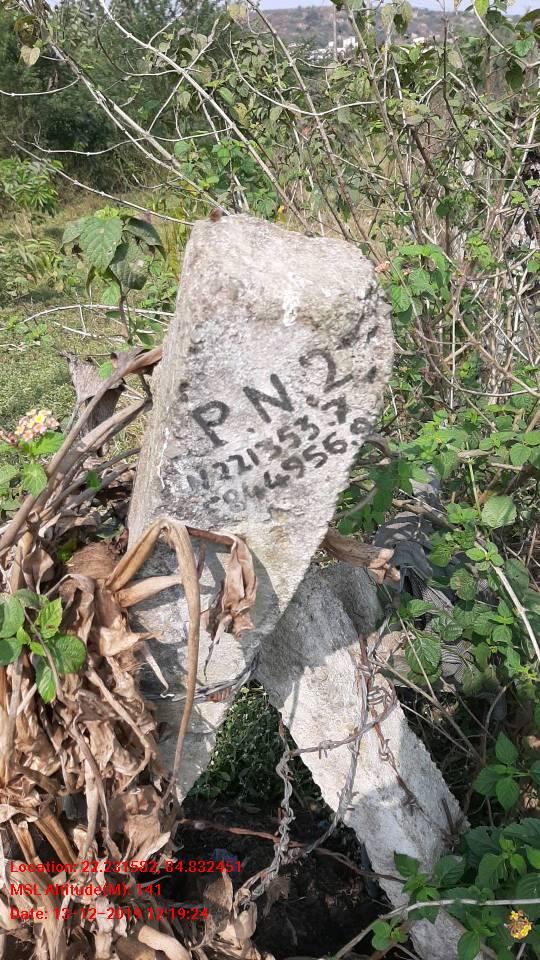 P.N.2
N221353.7
E844956.9
Location: 22.231582, 84.832451
MSL Altitude(M): 141
Date: 13-12-2019 12:19:24